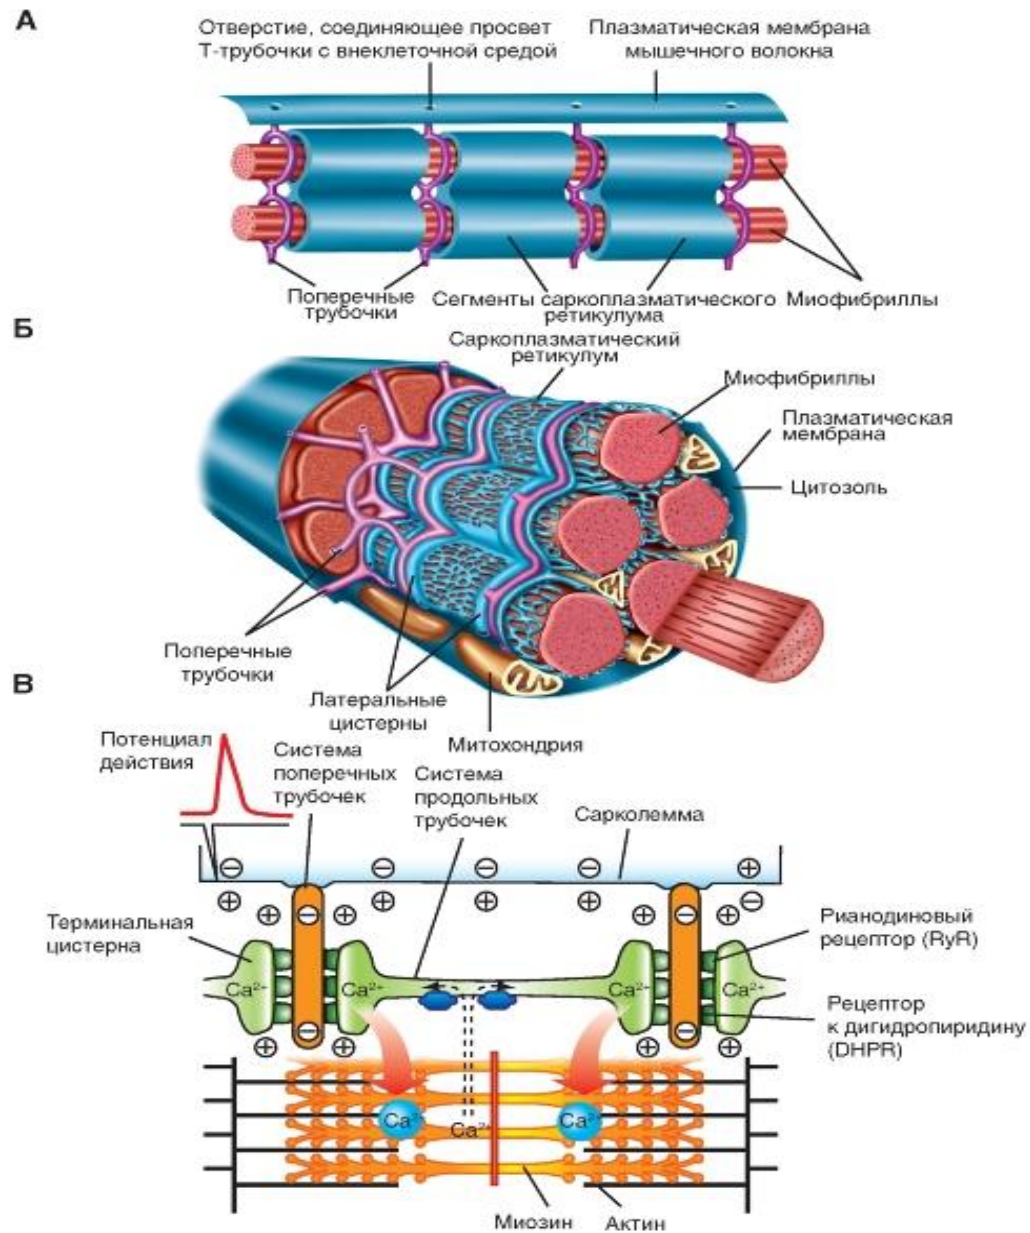 А
Отверстие, соединяющее просвет
Т-трубочки с внеклеточной средой
Плазматическая мембрана
мышечного волокна
Поперечные
трубочки
Сегменты саркоплазматического
ретикулума
Миофибриллы
Б
Саркоплазматический
ретикулум
Миофибриллы
Плазматическая
мембрана
Цитозоль
Поперечные
трубочки
Латеральные
цистерны
Митохондрия
В
Потенциал
действия
Система
поперечных
трубочек
Система
продольных
трубочек
Сарколемма
Терминальная
цистерна
Рианодиновый
рецептор (RyR)
Рецептор
к дигидропиридину
(DHPR)
Ca²⁺
Ca²⁺
Ca²⁺
Ca²⁺
Ca²⁺
Ca²⁺
Ca²⁺
Миозин
Актин